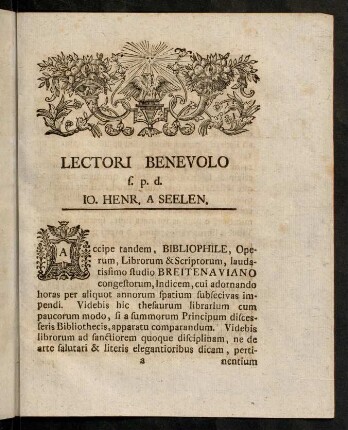 LECTORI BENEVOLO
s. p. d.
IO. HENR. A SEELEN.
Accipe tandem, BIBLIOPHILE, Ope-
rum, Librorum & Scriptorum, lauda-
tissimo studio BREITENAVIANO
congestorum, Indicem, cui adornando
horas per aliquot annorum spatium subsecivas im-
pendi. Videbis hic thesaurum librarium cum
paucorum modo, si a summorum Principum disces-
seris Bibliothecis, apparatu comparandum. Videbis
librorum ad sanctiorem quoque disciplinam, ne de
arte salutari & literis elegantioribus dicam, perti-
a nentium